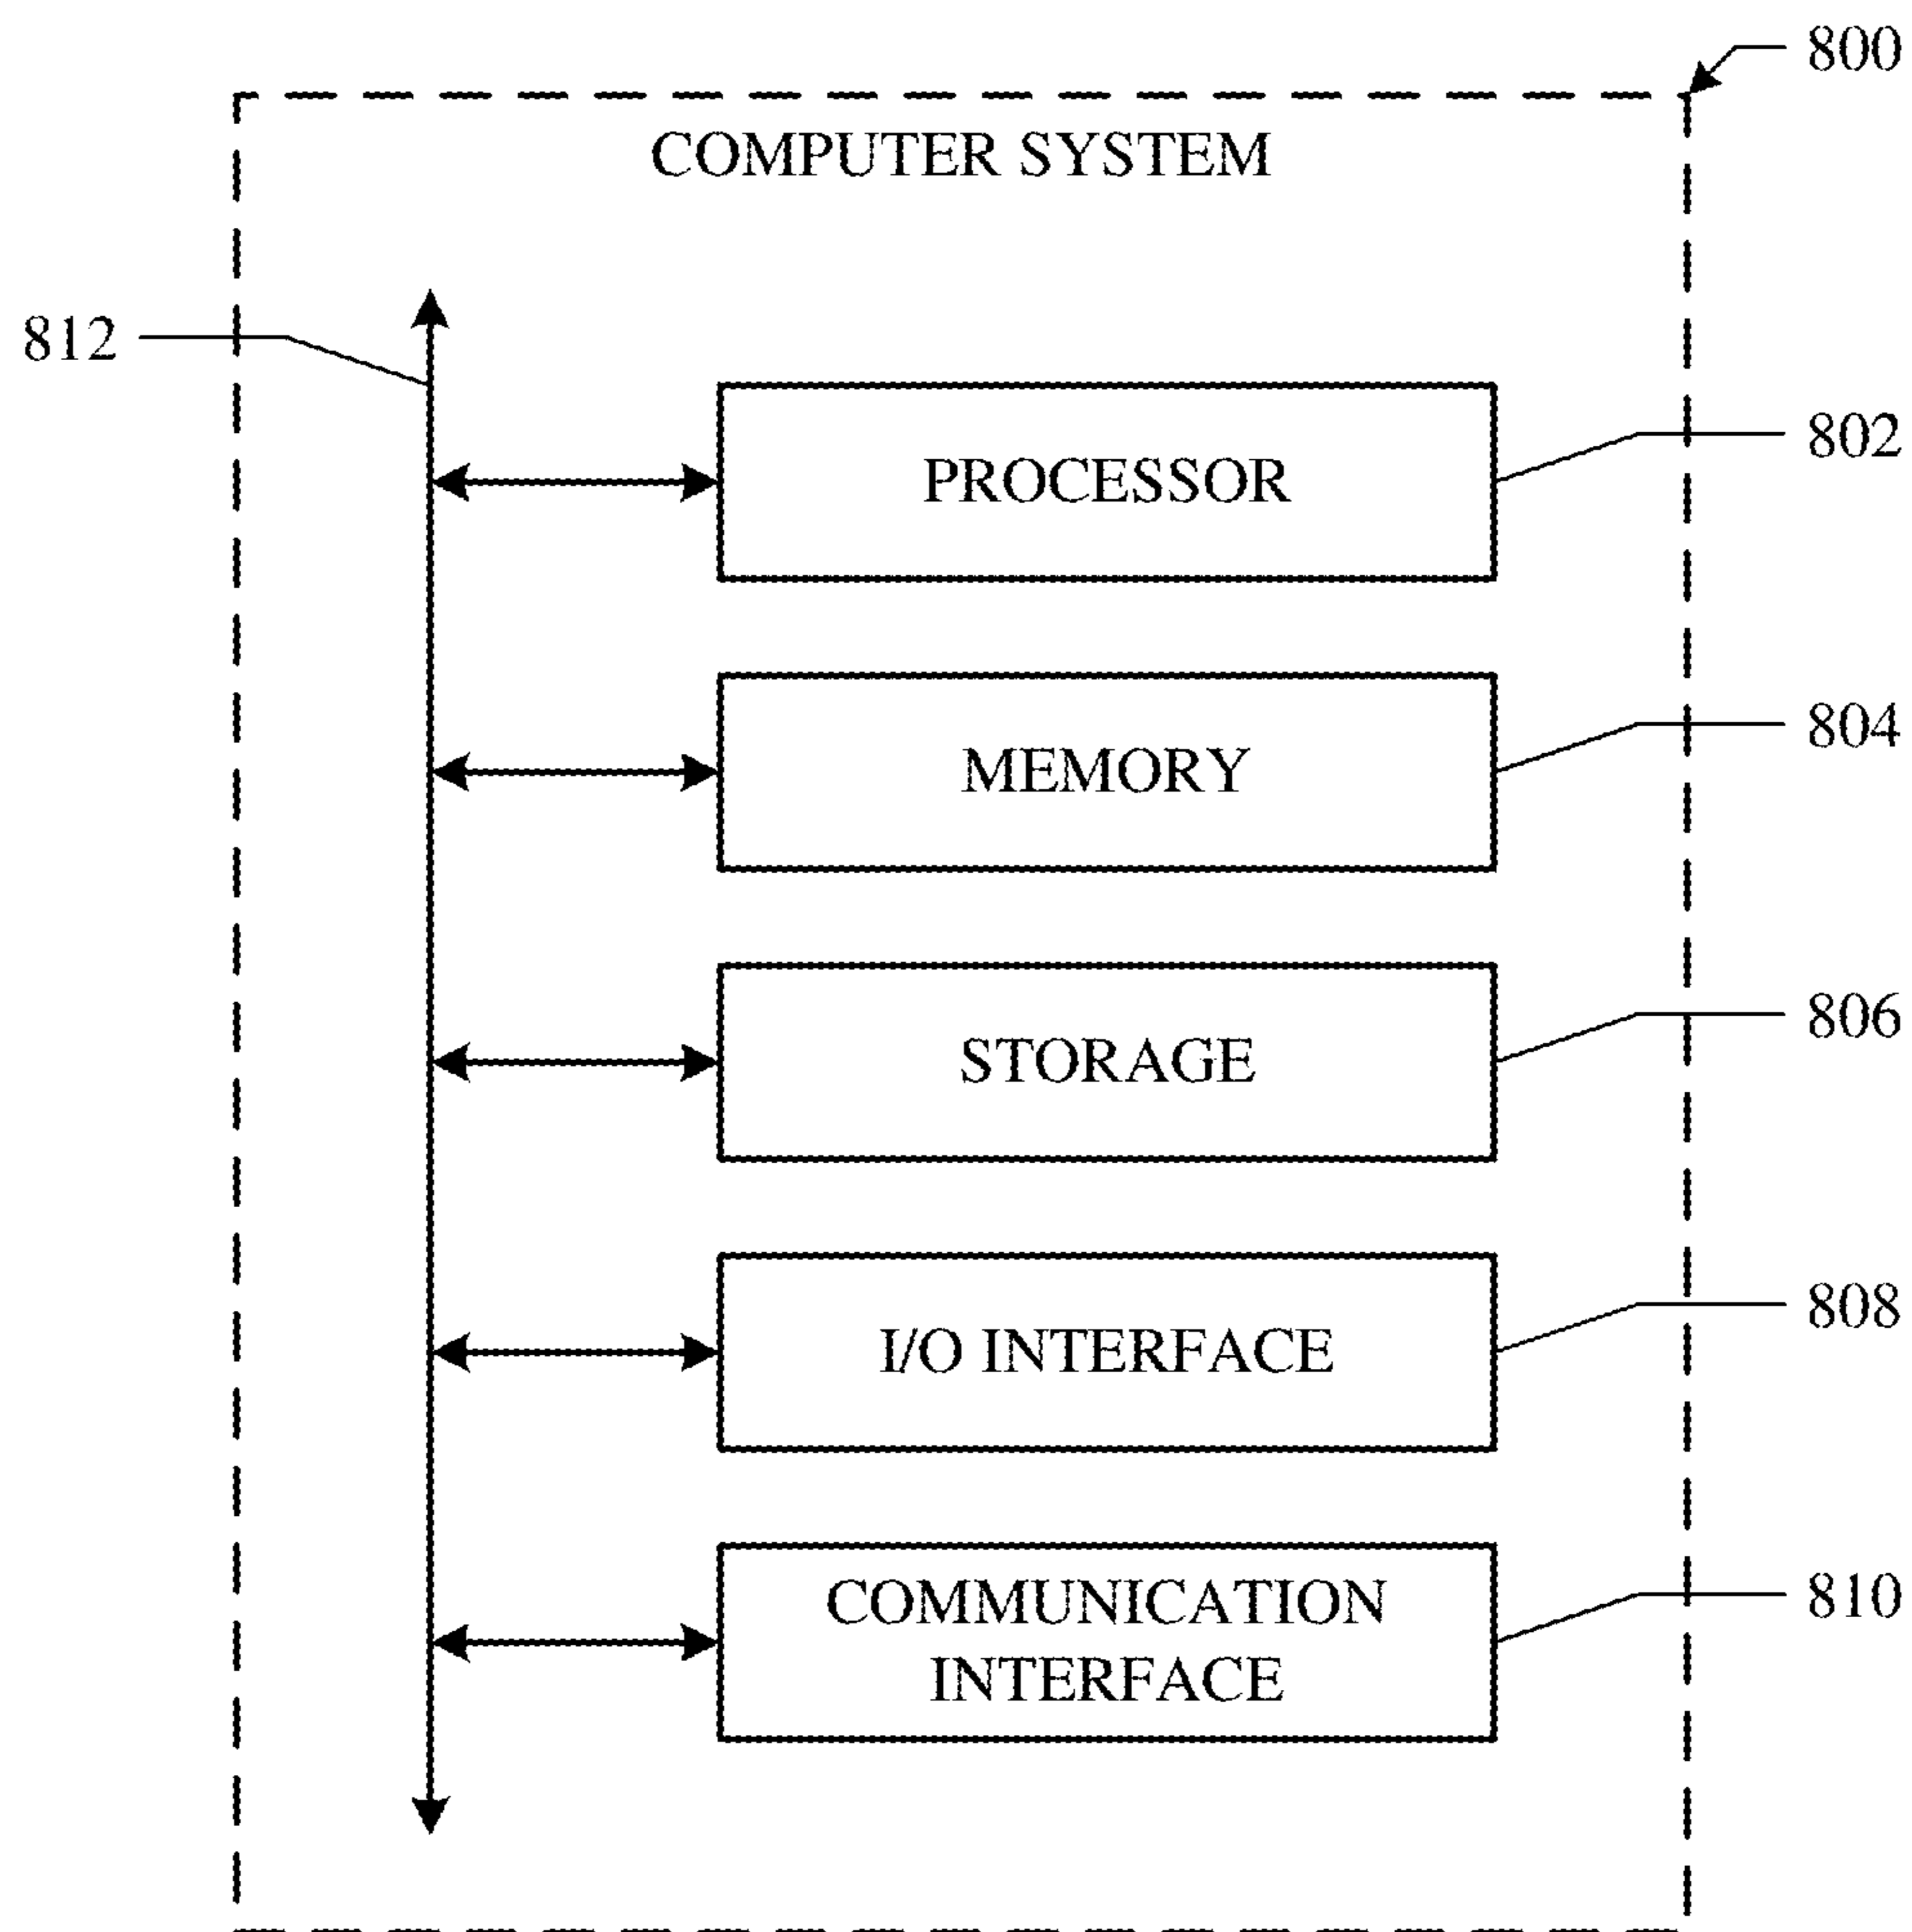 800
COMPUTER SYSTEM
812
802
PROCESSOR
804
MEMORY
806
STORAGE
808
I/O INTERFACE
810
COMMUNICATION
INTERFACE